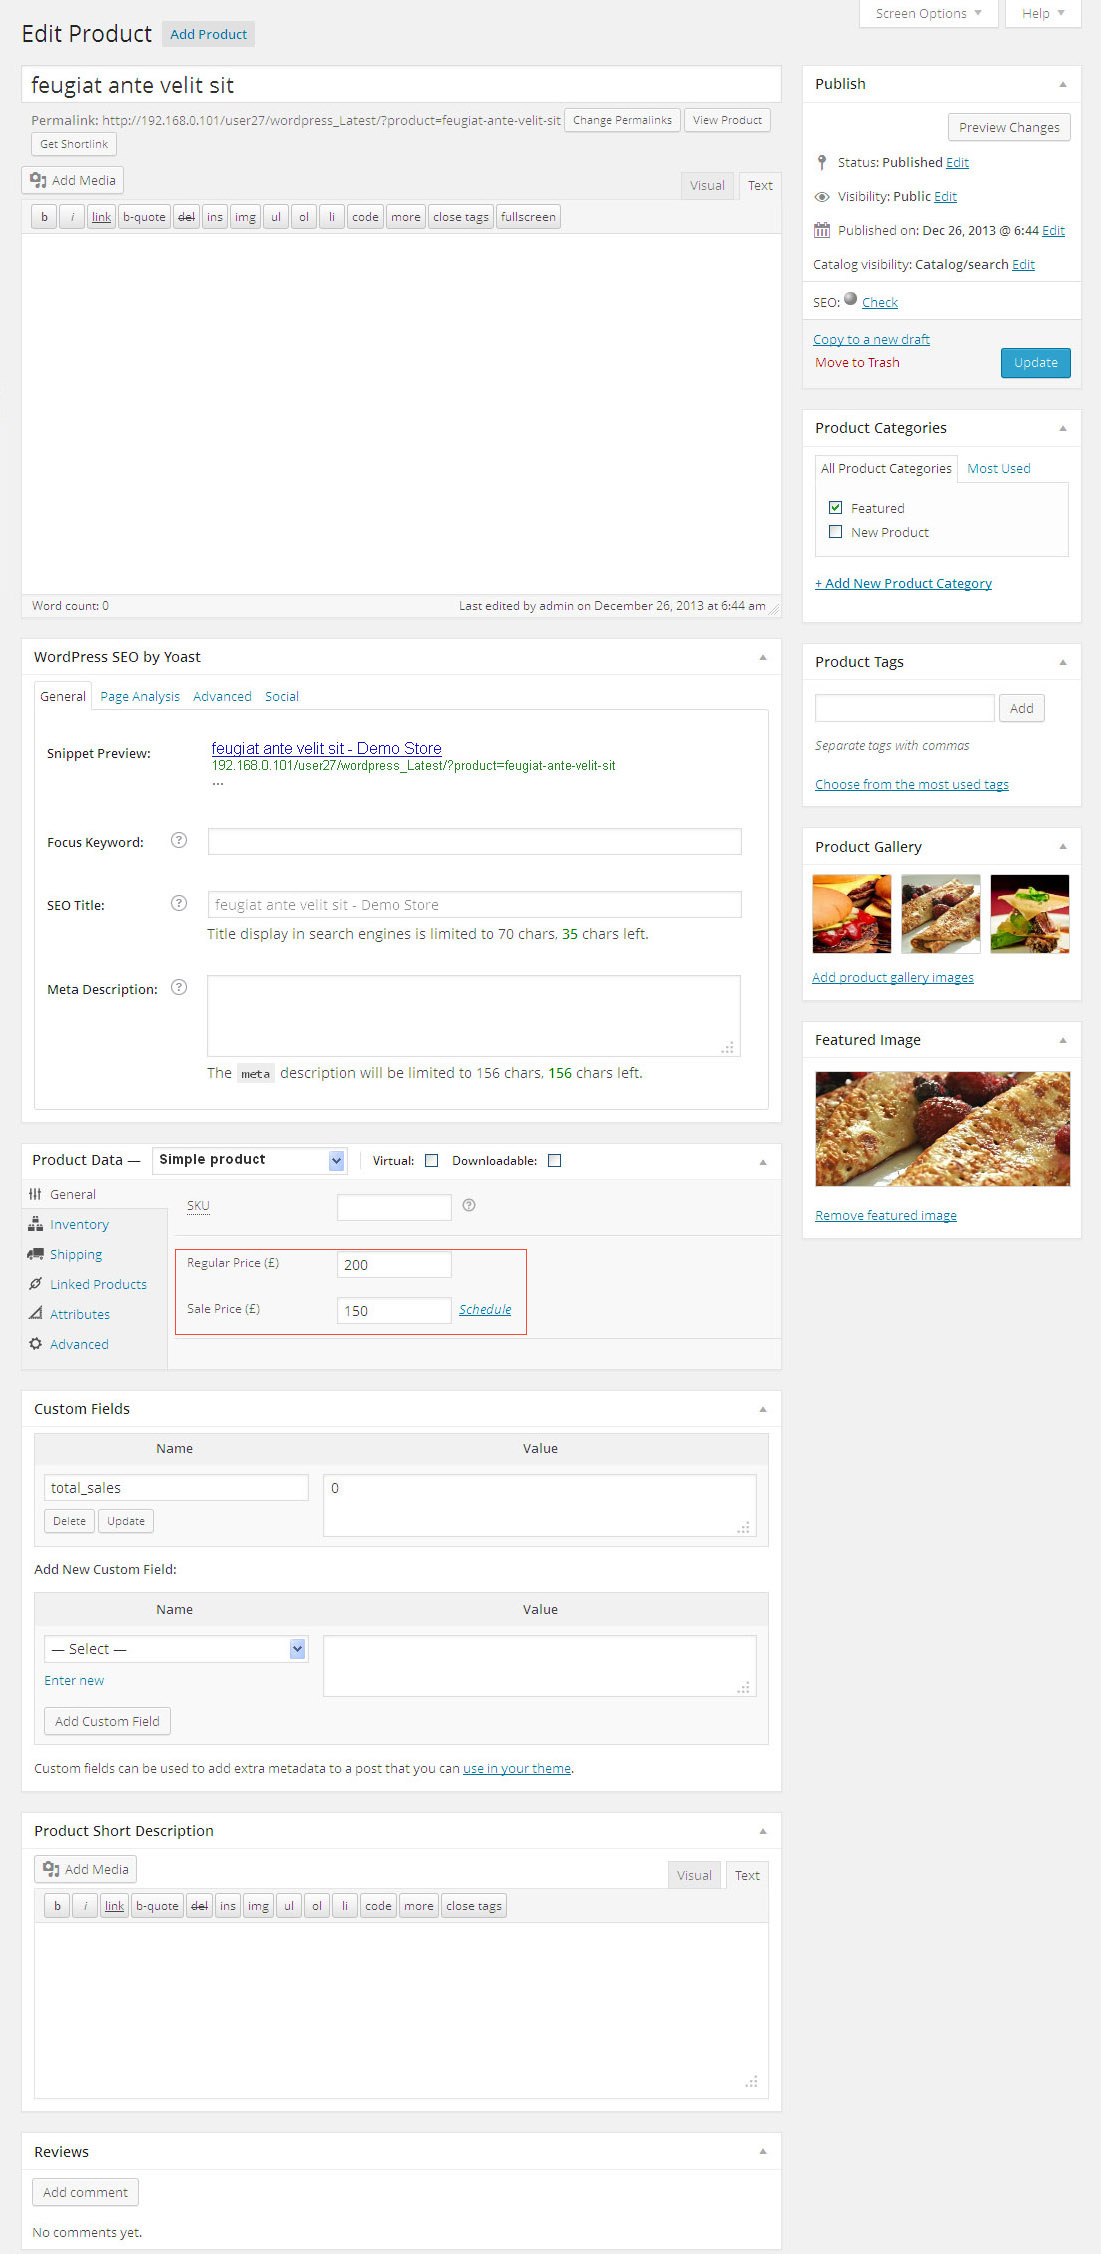 Screen Options
Help
Edit Product Add Product
feugiat ante velit sit
Permalink: http://192.168.0.101/user27/wordpress_Latest/?product=feugiat-ante-velit-sit Change Permalinks View Product
Get Shortlink
Add Media
Visual Text
b i link b-quote del ins img ul ol li code more close tags fullscreen
Word count: 0
Last edited by admin on December 26, 2013 at 6:44 am
WordPress SEO by Yoast
General Page Analysis Advanced Social
Snippet Preview:
feugiat ante velit sit - Demo Store
192.168.0.101/user27/wordpress_Latest/?product=feugiat-ante-velit-sit
...
Focus Keyword: ?
SEO Title: ? feugiat ante velit sit - Demo Store
Title display in search engines is limited to 70 chars, 35 chars left.
Meta Description: ?
The meta description will be limited to 156 chars, 156 chars left.
Product Data — Simple product Virtual: Downloadable:
General
Inventory
Shipping
Linked Products
Attributes
Advanced
SKU ?
Regular Price (£) 200
Sale Price (£) 150 Schedule
Custom Fields
Name Value
total_sales 0
Delete Update
Add New Custom Field:
Name Value
— Select —
Enter new
Add Custom Field
Custom fields can be used to add extra metadata to a post that you can use in your theme.
Product Short Description
Add Media
Visual Text
b i link b-quote del ins img ul ol li code more close tags
Reviews
Add comment
No comments yet.
Publish
Preview Changes
Status: Published Edit
Visibility: Public Edit
Published on: Dec 26, 2013 @ 6:44 Edit
Catalog visibility: Catalog/search Edit
SEO: Check
Copy to a new draft
Move to Trash Update
Product Categories
All Product Categories Most Used
Featured
New Product
+ Add New Product Category
Product Tags
Add
Separate tags with commas
Choose from the most used tags
Product Gallery
Add product gallery images
Featured Image
Remove featured image